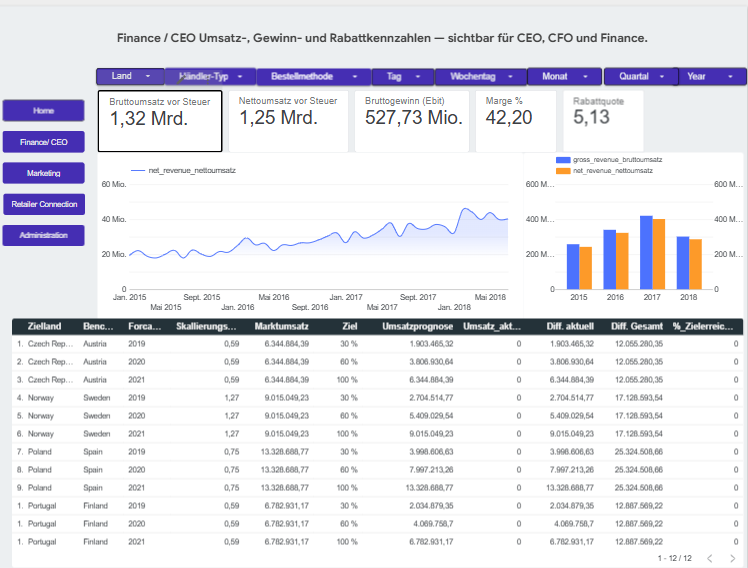 Finance / CEO Umsatz-, Gewinn- und Rabattkennzahlen — sichtbar für CEO, CFO und Finance.
Land Händler-Typ Bestellmethode Tag Wochentag Monat Quartal Year
Home
Finance/ CEO
Marketing
Retailer Connection
Administration
Bruttoumsatz vor Steuer Nettoumsatz vor Steuer Bruttogewinn (Ebit) Marge % Rabattquote
1,32 Mrd. 1,25 Mrd. 527,73 Mio. 42,20 5,13
net_revenue_nettoumsatz
60 Mio.
40 Mio.
20 Mio.
0
Jan. 2015 Sept. 2015 Mai 2016 Jan. 2017 Sept. 2017 Mai 2018
Mai 2015 Jan. 2016 Sept. 2016 Mai 2017 Jan. 2018
gross_revenue_bruttoumsatz
net_revenue_nettoumsatz
600 M... 600 M...
400 M... 400 M...
200 M... 200 M...
0 0
2015 2016 2017 2018
Zielland Benc... Forca... Skallierungs... Marktumsatz Ziel Umsatzprognose Umsatz_akt... Diff. aktuell Diff. Gesamt %_Zielerreic...
1. Czech Rep... Austria 2019 0,59 6.344.884,39 30 % 1.903.465,32 0 1.903.465,32 12.055.280,35 0
2. Czech Rep... Austria 2020 0,59 6.344.884,39 60 % 3.806.930,64 0 3.806.930,64 12.055.280,35 0
3. Czech Rep... Austria 2021 0,59 6.344.884,39 100 % 6.344.884,39 0 6.344.884,39 12.055.280,35 0
4. Norway Sweden 2019 1,27 9.015.049,23 30 % 2.704.514,77 0 2.704.514,77 17.128.593,54 0
5. Norway Sweden 2020 1,27 9.015.049,23 60 % 5.409.029,54 0 5.409.029,54 17.128.593,54 0
6. Norway Sweden 2021 1,27 9.015.049,23 100 % 9.015.049,23 0 9.015.049,23 17.128.593,54 0
7. Poland Spain 2019 0,75 13.328.688,77 30 % 3.998.606,63 0 3.998.606,63 25.324.508,66 0
8. Poland Spain 2020 0,75 13.328.688,77 60 % 7.997.213,26 0 7.997.213,26 25.324.508,66 0
9. Poland Spain 2021 0,75 13.328.688,77 100 % 13.328.688,77 0 13.328.688,77 25.324.508,66 0
1. Portugal Finland 2019 0,59 6.782.931,17 30 % 2.034.879,35 0 2.034.879,35 12.887.569,22 0
1. Portugal Finland 2020 0,59 6.782.931,17 60 % 4.069.758,7 0 4.069.758,7 12.887.569,22 0
1. Portugal Finland 2021 0,59 6.782.931,17 100 % 6.782.931,17 0 6.782.931,17 12.887.569,22 0
1 - 12 / 12